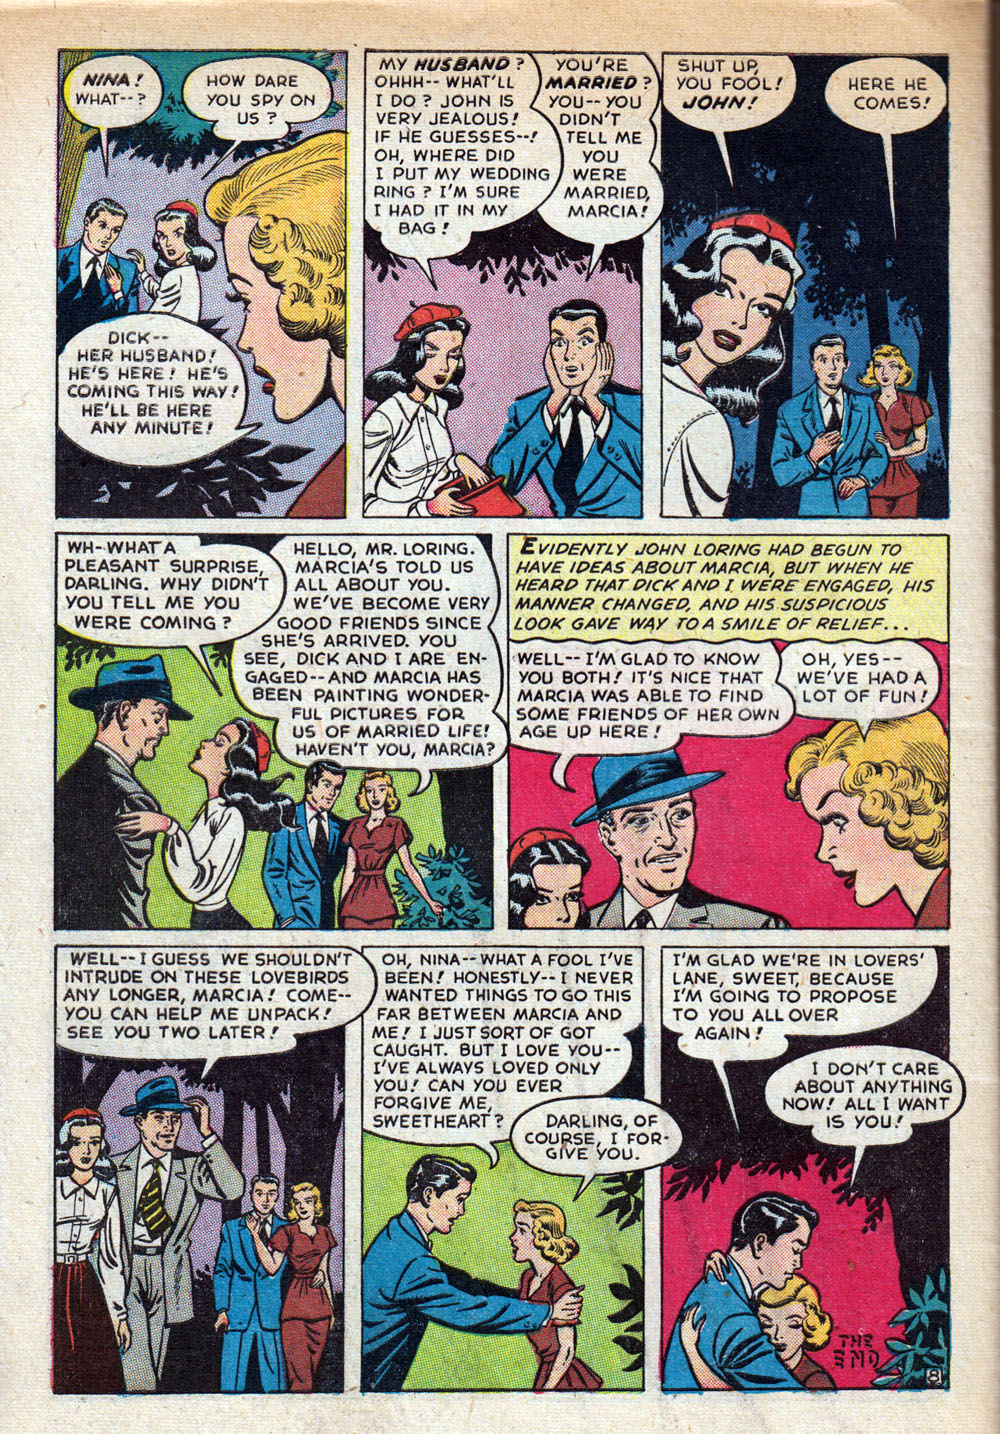 NINA!
WHAT--?
HOW DARE
YOU SPY ON
US?
DICK--
HER HUSBAND!
HE'S HERE! HE'S
COMING THIS WAY!
HE'LL BE HERE
ANY MINUTE!
MY HUSBAND?
OHHH-- WHAT'LL
I DO? JOHN IS
VERY JEALOUS!
IF HE GUESSES--!
OH, WHERE DID
I PUT MY WEDDING
RING? I'M SURE
I HAD IT IN MY
BAG!
YOU'RE
MARRIED?
YOU-- YOU
DIDN'T
TELL ME
YOU
WERE
MARRIED,
MARCIA!
SHUT UP,
YOU FOOL!
JOHN!
HERE HE
COMES!
WH-WHAT A
PLEASANT SURPRISE,
DARLING. WHY DIDN'T
YOU TELL ME YOU
WERE COMING?
HELLO, MR. LORING.
MARCIA'S TOLD US
ALL ABOUT YOU.
WE'VE BECOME VERY
GOOD FRIENDS SINCE
SHE'S ARRIVED. YOU
SEE, DICK AND I ARE EN-
GAGED--AND MARCIA HAS
BEEN PAINTING WONDER-
FUL PICTURES FOR
US OF MARRIED LIFE!
HAVEN'T YOU, MARCIA?
EVIDENTLY JOHN LORING HAD BEGUN TO
HAVE IDEAS ABOUT MARCIA, BUT WHEN HE
HEARD THAT DICK AND I WERE ENGAGED, HIS
MANNER CHANGED, AND HIS SUSPICIOUS
LOOK GAVE WAY TO A SMILE OF RELIEF...
WELL-- I'M GLAD TO KNOW
YOU BOTH! IT'S NICE THAT
MARCIA WAS ABLE TO FIND
SOME FRIENDS OF HER OWN
AGE UP HERE!
OH, YES--
WE'VE HAD A
LOT OF FUN!
WELL-- I GUESS WE SHOULDN'T
INTRUDE ON THESE LOVEBIRDS
ANY LONGER, MARCIA! COME--
YOU CAN HELP ME UNPACK!
SEE YOU TWO LATER!
OH, NINA-- WHAT A FOOL I'VE
BEEN! HONESTLY-- I NEVER
WANTED THINGS TO GO THIS
FAR BETWEEN MARCIA AND
ME! I JUST SORT OF GOT
CAUGHT. BUT I LOVE YOU--
I'VE ALWAYS LOVED ONLY
YOU! CAN YOU EVER
FORGIVE ME,
SWEETHEART?
DARLING, OF
COURSE, I FOR-
GIVE YOU.
I'M GLAD WE'RE IN LOVERS'
LANE, SWEET, BECAUSE
I'M GOING TO PROPOSE
TO YOU ALL OVER
AGAIN!
I DON'T CARE
ABOUT ANYTHING
NOW! ALL I WANT
IS YOU!
THE
END
8